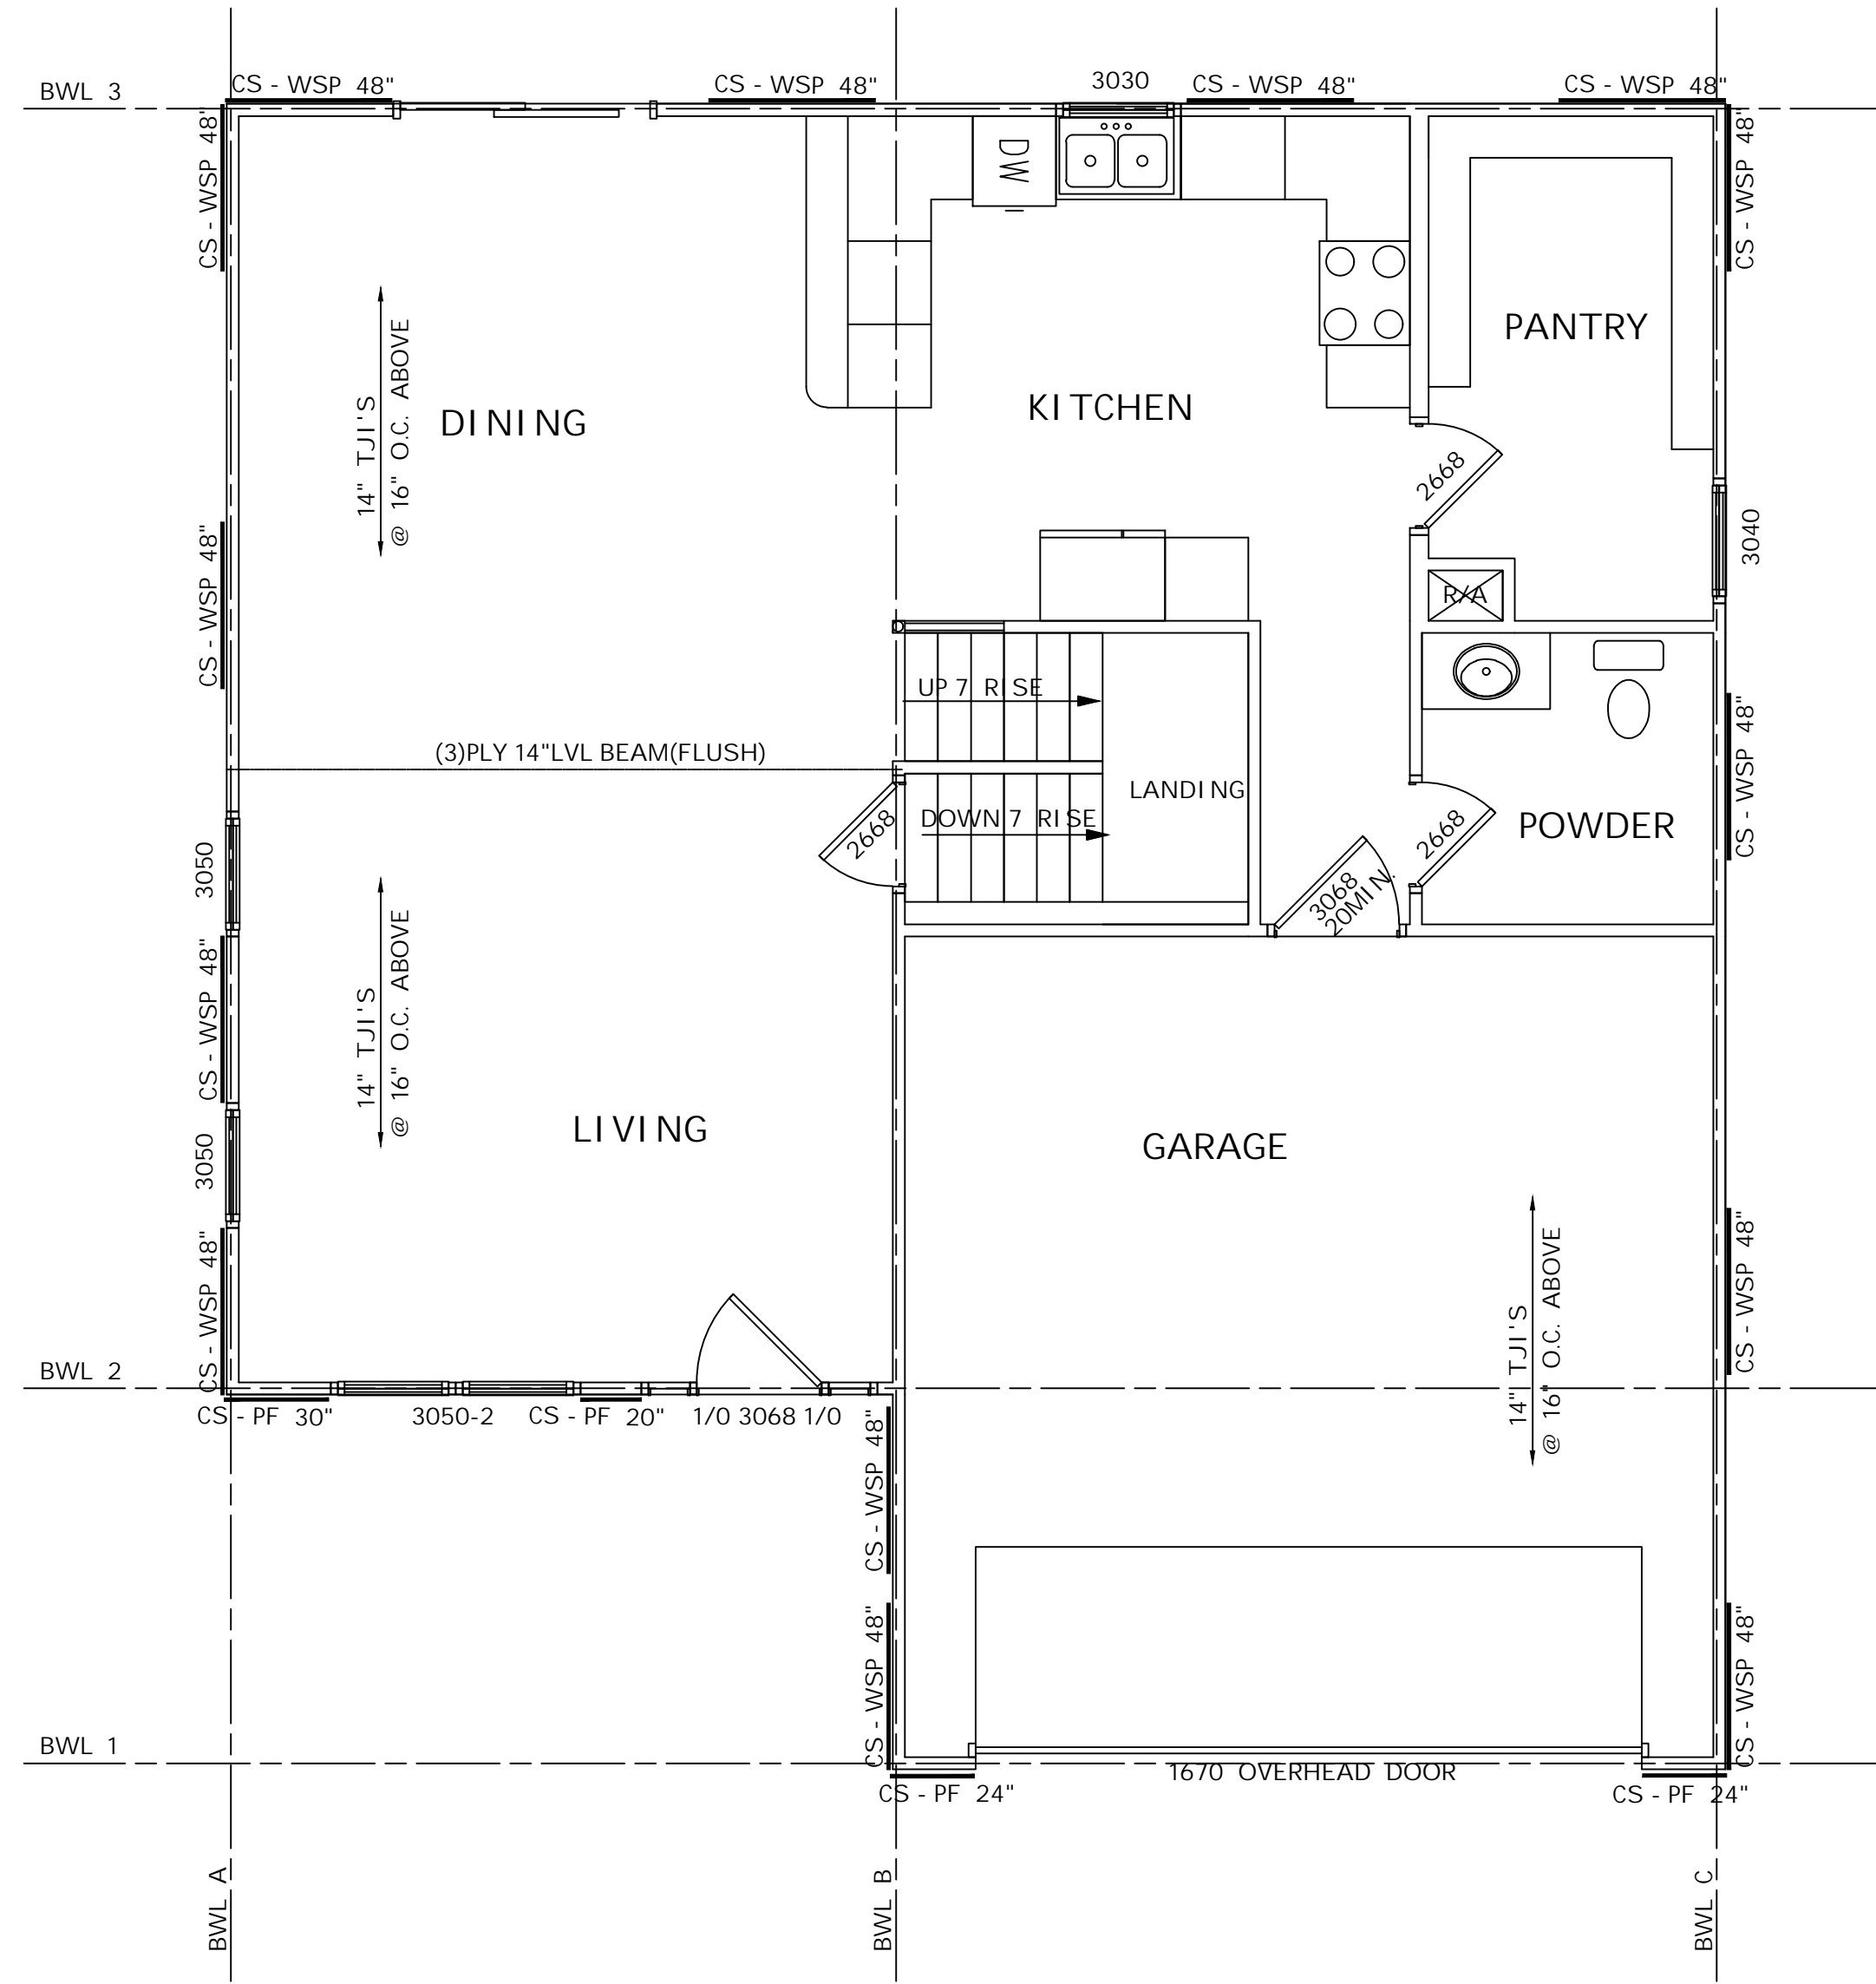 BWL 3
CS - WSP 48"
CS - WSP 48"
3030
CS - WSP 48"
CS - WSP 48"
CS - WSP 48"
CS - WSP 48"
DW
PANTRY
14" TJI'S
@ 16" O.C. ABOVE
DINING
KITCHEN
2668
3040
CS - WSP 48"
R/A
UP 7 RISE
CS - WSP 48"
(3)PLY 14"LVL BEAM(FLUSH)
LANDING
DOWN 7 RISE
2668
2668
POWDER
3050
3068
20MIN.
CS - WSP 48"
14" TJI'S
@ 16" O.C. ABOVE
LIVING
GARAGE
3050
CS - WSP 48"
CS - WSP 48"
14" TJI'S
@ 16" O.C. ABOVE
BWL 2
CS - PF 30"
3050-2
CS - PF 20"
1/0 3068 1/0
CS - WSP 48"
CS - WSP 48"
CS - WSP 48"
BWL 1
1670 OVERHEAD DOOR
CS - PF 24"
CS - PF 24"
BWL A
BWL B
BWL C